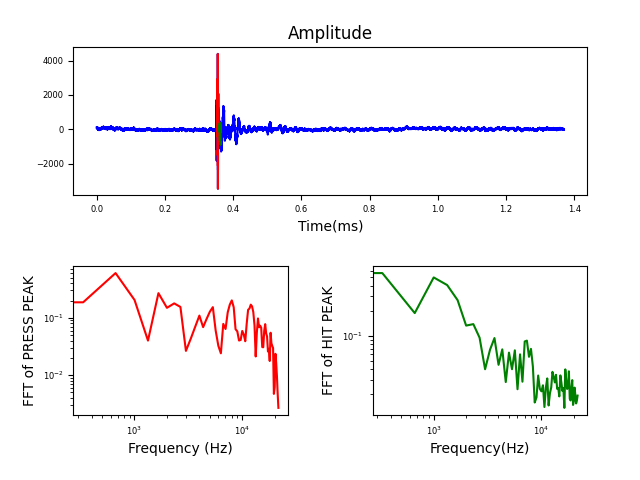 Amplitude
4000
2000
0
−2000
0.0 0.2 0.4 0.6 0.8 1.0 1.2 1.4
Time(ms)
FFT of PRESS PEAK
10⁻¹
10⁻²
10³ 10⁴
Frequency (Hz)
FFT of HIT PEAK
10⁻¹
10³ 10⁴
Frequency(Hz)